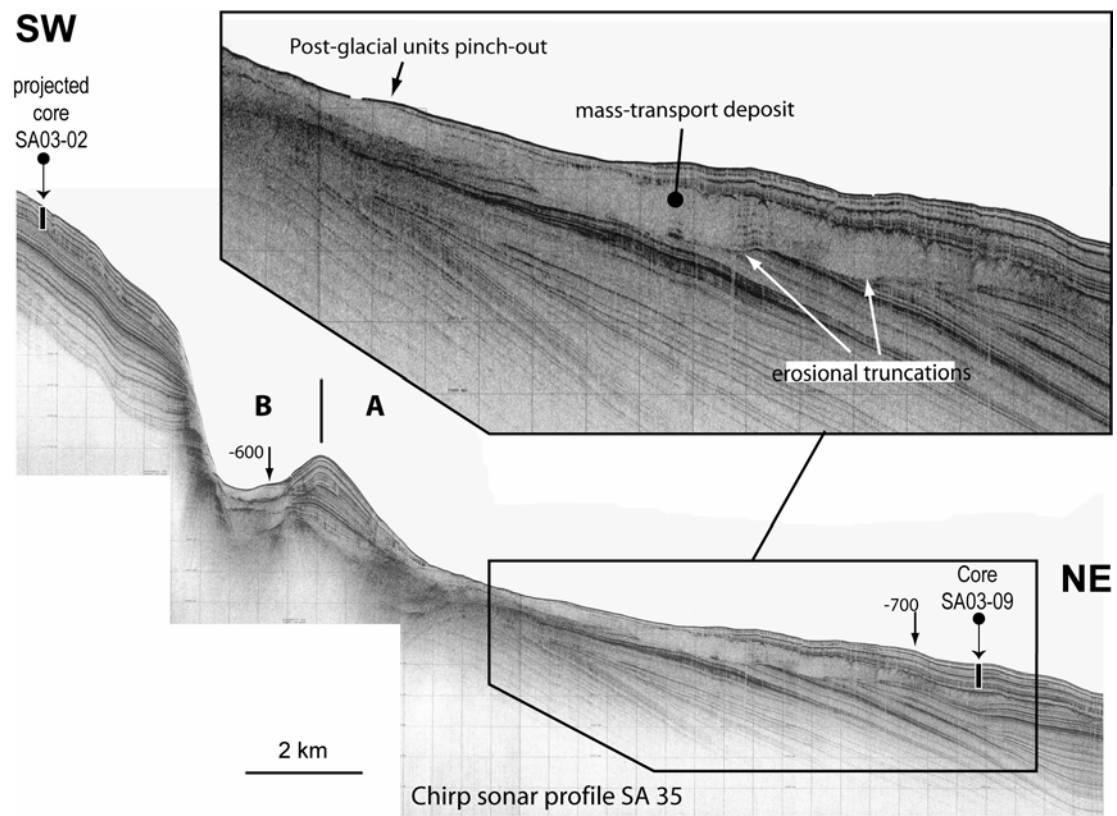 SW
projected
core
SA03-02
Post-glacial units pinch-out
mass-transport deposit
erosional truncations
B
A
-600
NE
Core
SA03-09
-700
2 km
Chirp sonar profile SA 35